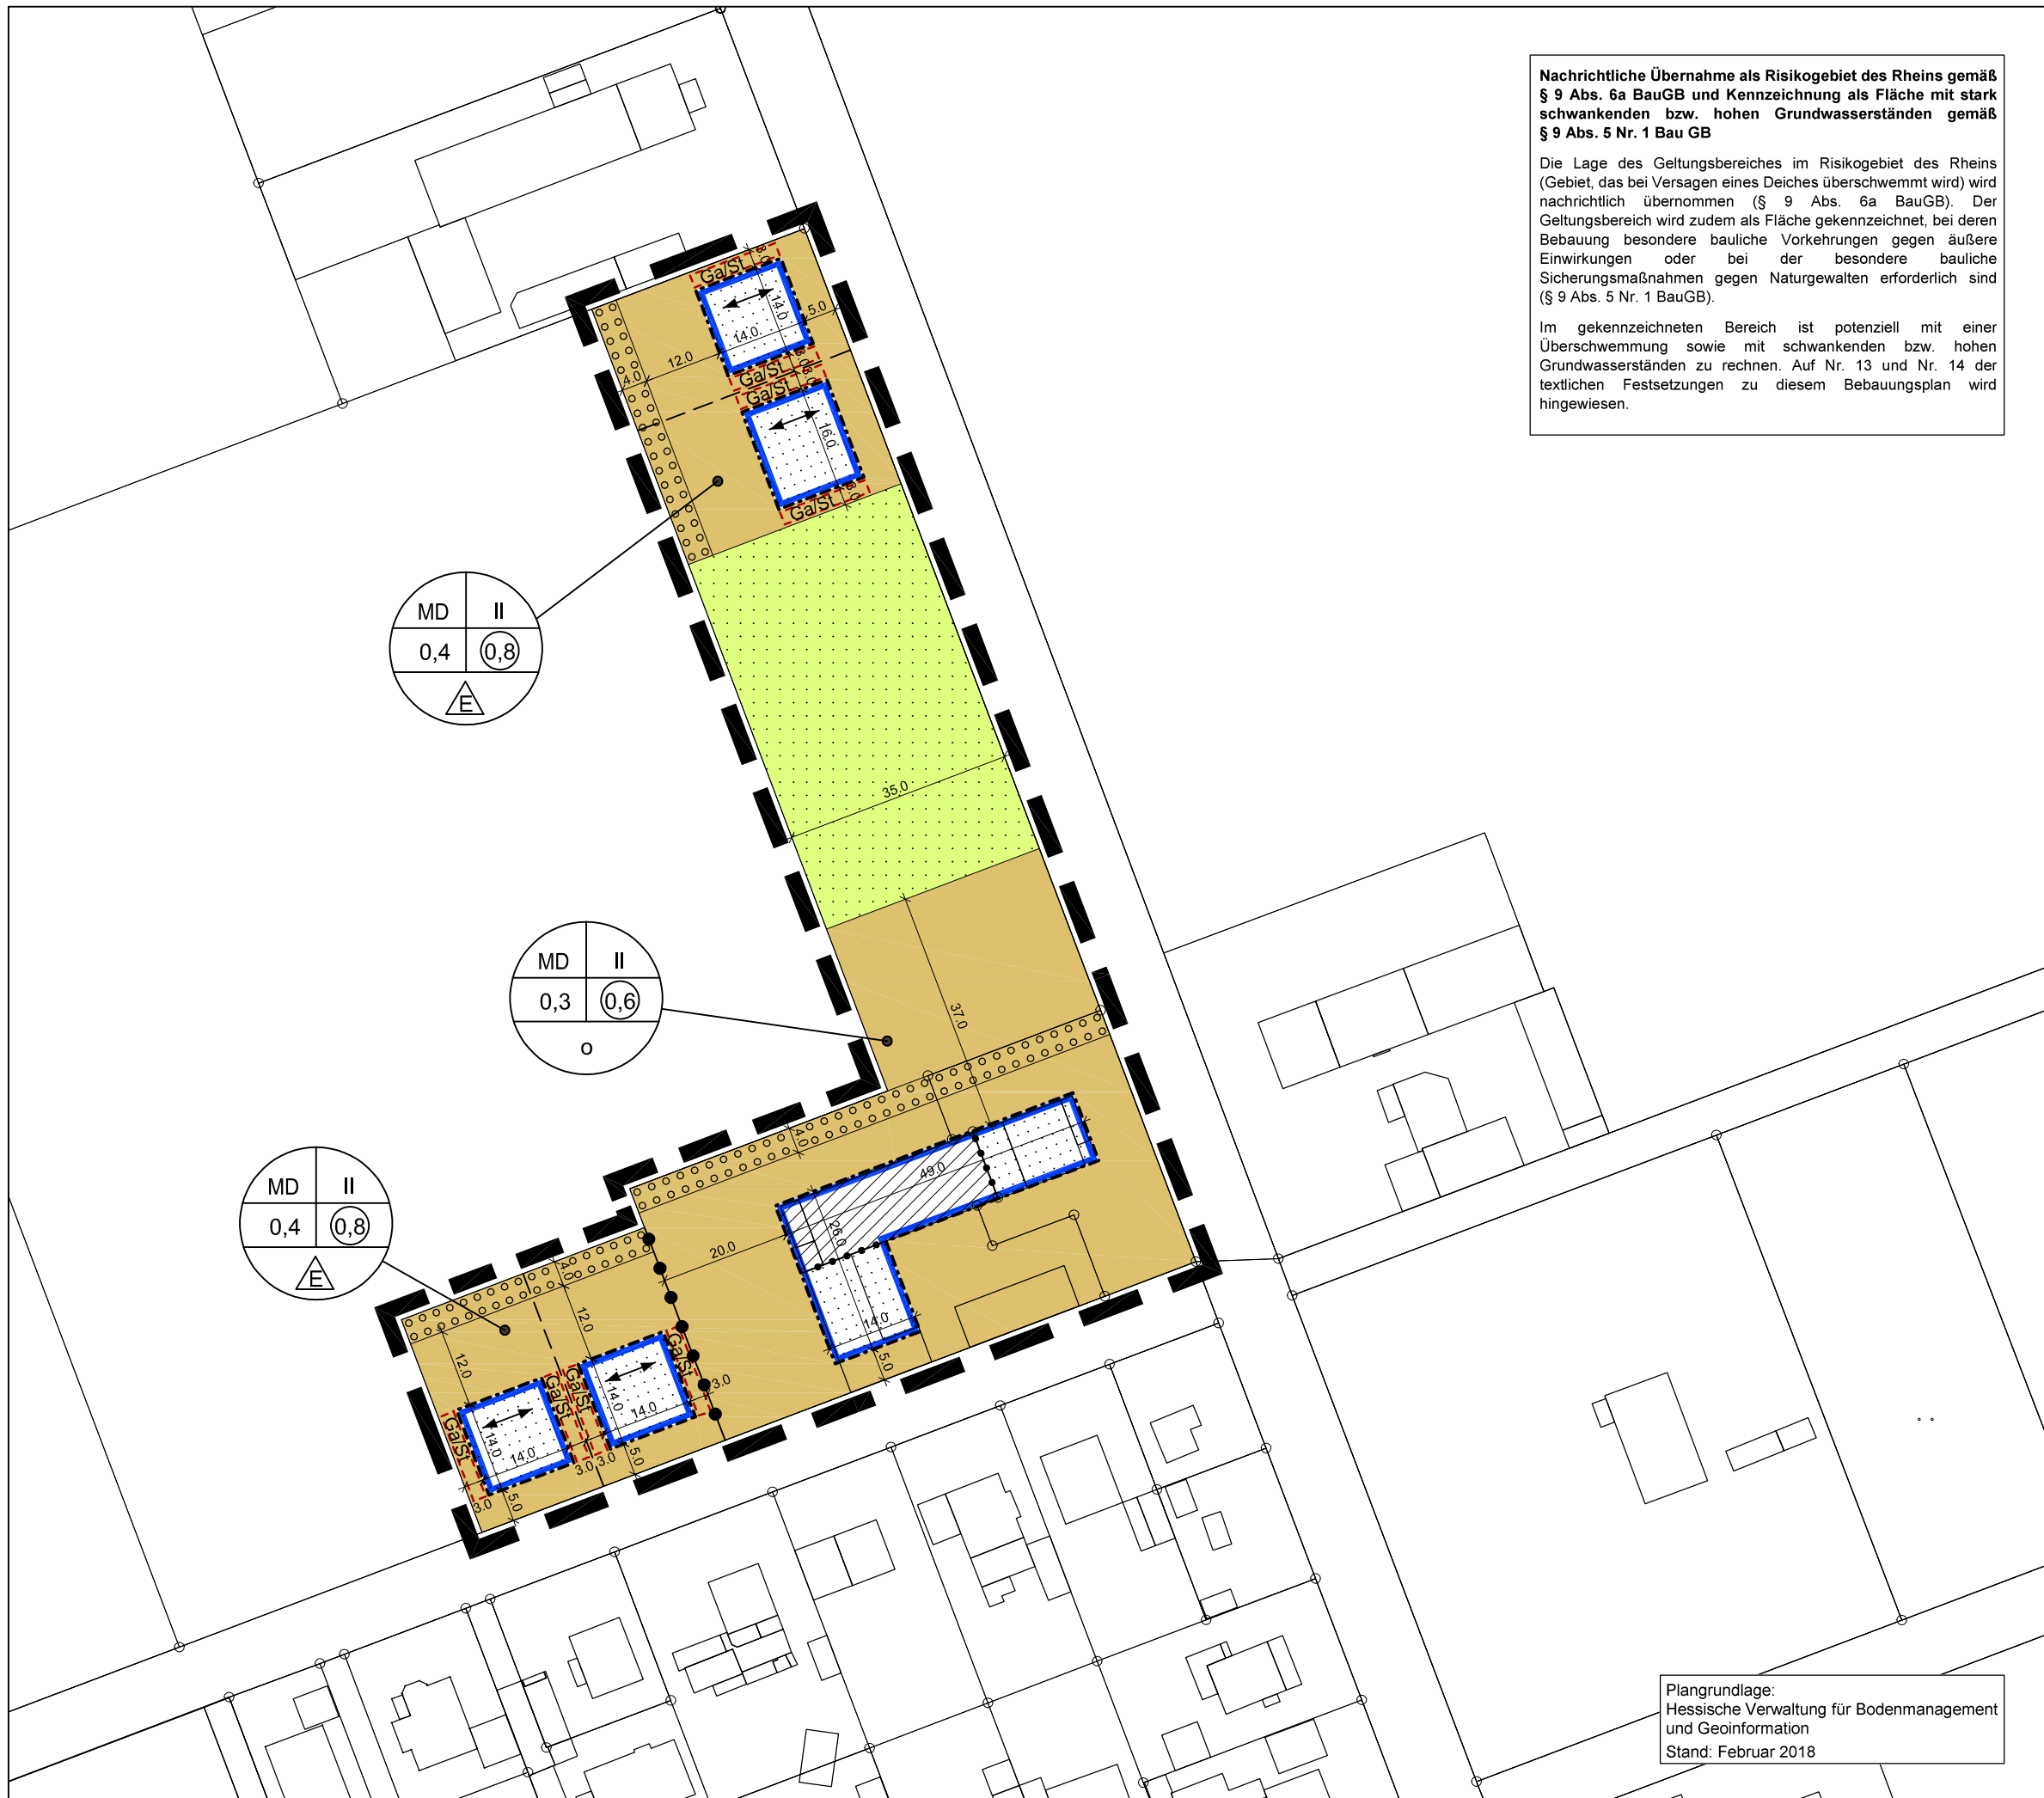 Nachrichtliche Übernahme als Risikogebiet des Rheins gemäß
§ 9 Abs. 6a BauGB und Kennzeichnung als Fläche mit stark
schwankenden bzw. hohen Grundwasserständen gemäß
§ 9 Abs. 5 Nr. 1 Bau GB
Die Lage des Geltungsbereiches im Risikogebiet des Rheins
(Gebiet, das bei Versagen eines Deiches überschwemmt wird) wird
nachrichtlich übernommen (§ 9 Abs. 6a BauGB). Der
Geltungsbereich wird zudem als Fläche gekennzeichnet, bei deren
Bebauung besondere bauliche Vorkehrungen gegen äußere
Einwirkungen oder bei der besondere bauliche
Sicherungsmaßnahmen gegen Naturgewalten erforderlich sind
(§ 9 Abs. 5 Nr. 1 BauGB).
Im gekennzeichneten Bereich ist potenziell mit einer
Überschwemmung sowie mit schwankenden bzw. hohen
Grundwasserständen zu rechnen. Auf Nr. 13 und Nr. 14 der
textlichen Festsetzungen zu diesem Bebauungsplan wird
hingewiesen.
3.0
Ga/St
14.0
5.0
14.0
12.0
4.0
3.0
Ga/St
3.0
Ga/St
16.0
3.0
Ga/St
MD II
0,4 0,8
E
35.0
MD II
0,3 0,6
o
37.0
4.0
49.0
26.0
20.0
14.0
5.0
MD II
0,4 0,8
E
4.0
12.0
12.0
Ga/St
Ga/St
Ga/St
Ga/St
14.0
14.0
3.0
14.0
14.0
3.0
3.0
3.0
5.0
5.0
Plangrundlage:
Hessische Verwaltung für Bodenmanagement
und Geoinformation
Stand: Februar 2018